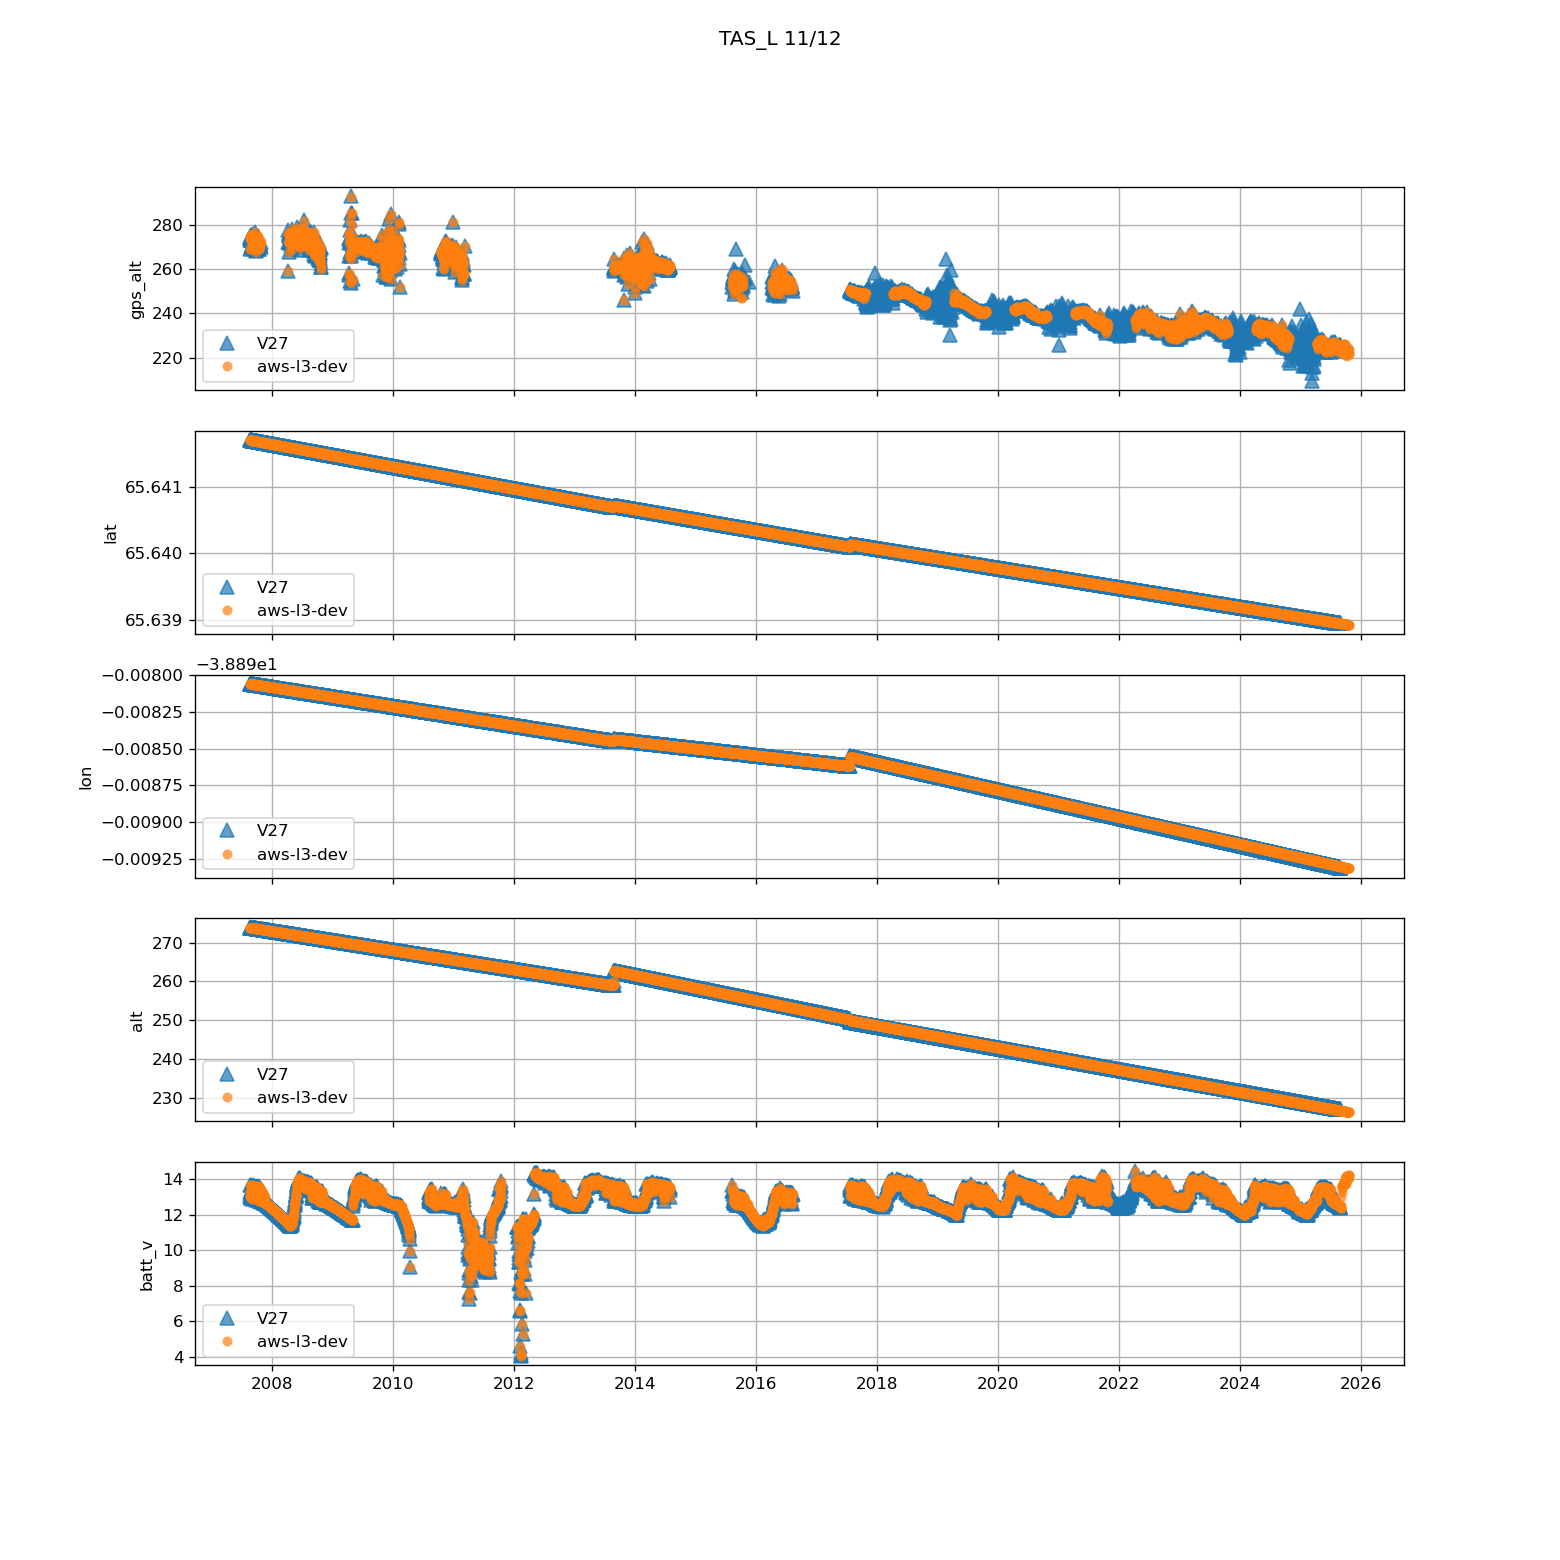 TAS_L 11/12
280
260
240
220
gps_alt
V27
aws-l3-dev
65.641
65.640
65.639
lat
V27
aws-l3-dev
−3.889e1
−0.00800
−0.00825
−0.00850
−0.00875
−0.00900
−0.00925
lon
V27
aws-l3-dev
270
260
250
240
230
alt
V27
aws-l3-dev
14
12
10
8
6
4
batt_v
V27
aws-l3-dev
2008 2010 2012 2014 2016 2018 2020 2022 2024 2026